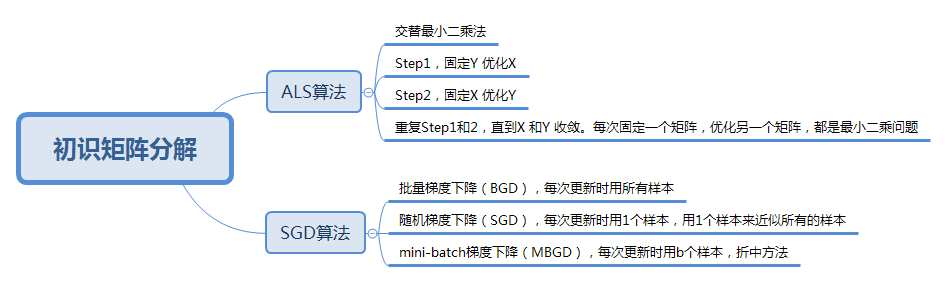 初识矩阵分解
ALS算法
交替最小二乘法
Step1，固定Y 优化X
Step2，固定X 优化Y
重复Step1和2，直到X 和Y 收敛。每次固定一个矩阵，优化另一个矩阵，都是最小二乘问题
SGD算法
批量梯度下降（BGD），每次更新时用所有样本
随机梯度下降（SGD），每次更新时用1个样本，用1个样本来近似所有的样本
mini-batch梯度下降（MBGD），每次更新时用b个样本，折中方法